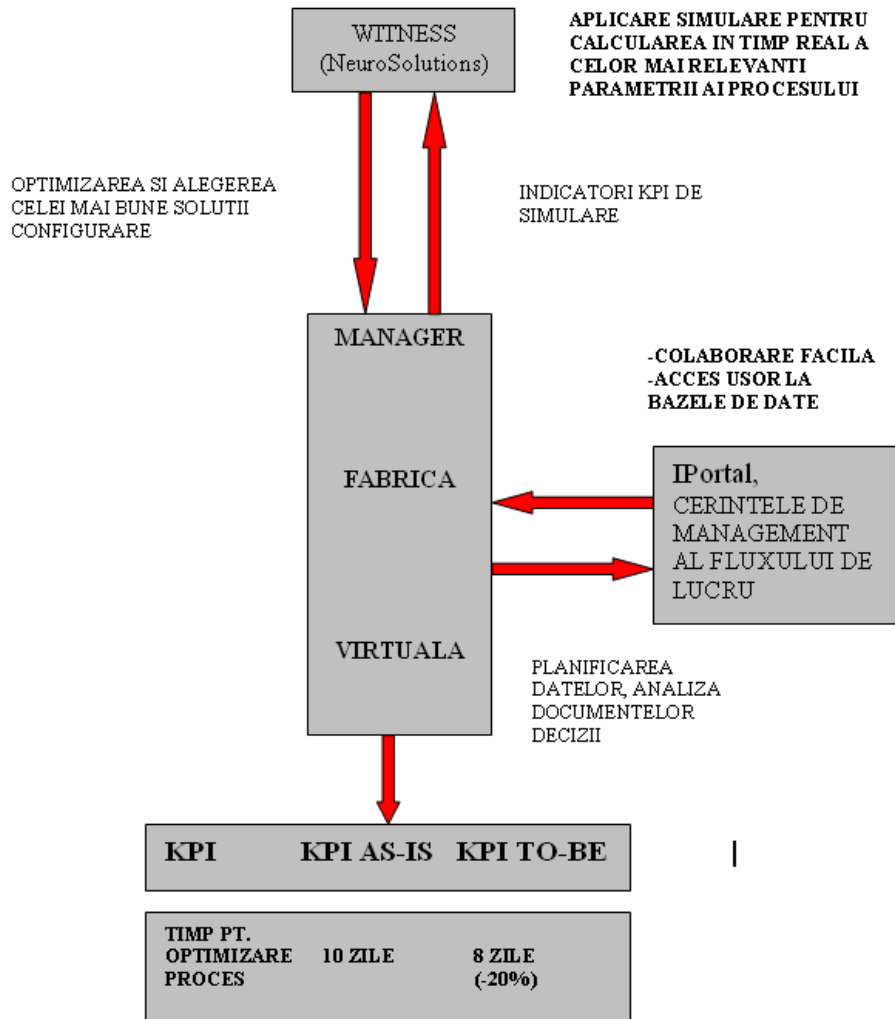 WITNESS
(NeuroSolutions)
APLICARE SIMULARE PENTRU
CALCULAREA IN TIMP REAL A
CELOR MAI RELEVANTI
PARAMETRII AI PROCESULUI
OPTIMIZAREA SI ALEGEREA
CELEI MAI BUNE SOLUTII
CONFIGURARE
INDICATORI KPI DE
SIMULARE
MANAGER
FABRICA
VIRTUALA
-COLABORARE FACILA
-ACCES USOR LA
BAZELE DE DATE
IPortal,
CERINTELE DE
MANAGEMENT
AL FLUXULUI DE
LUCRU
PLANIFICAREA
DATELOR, ANALIZA
DOCUMENTELOR
DECIZII
KPI KPI AS-IS KPI TO-BE
TIMP PT.
OPTIMIZARE 10 ZILE 8 ZILE
PROCES (-20%)